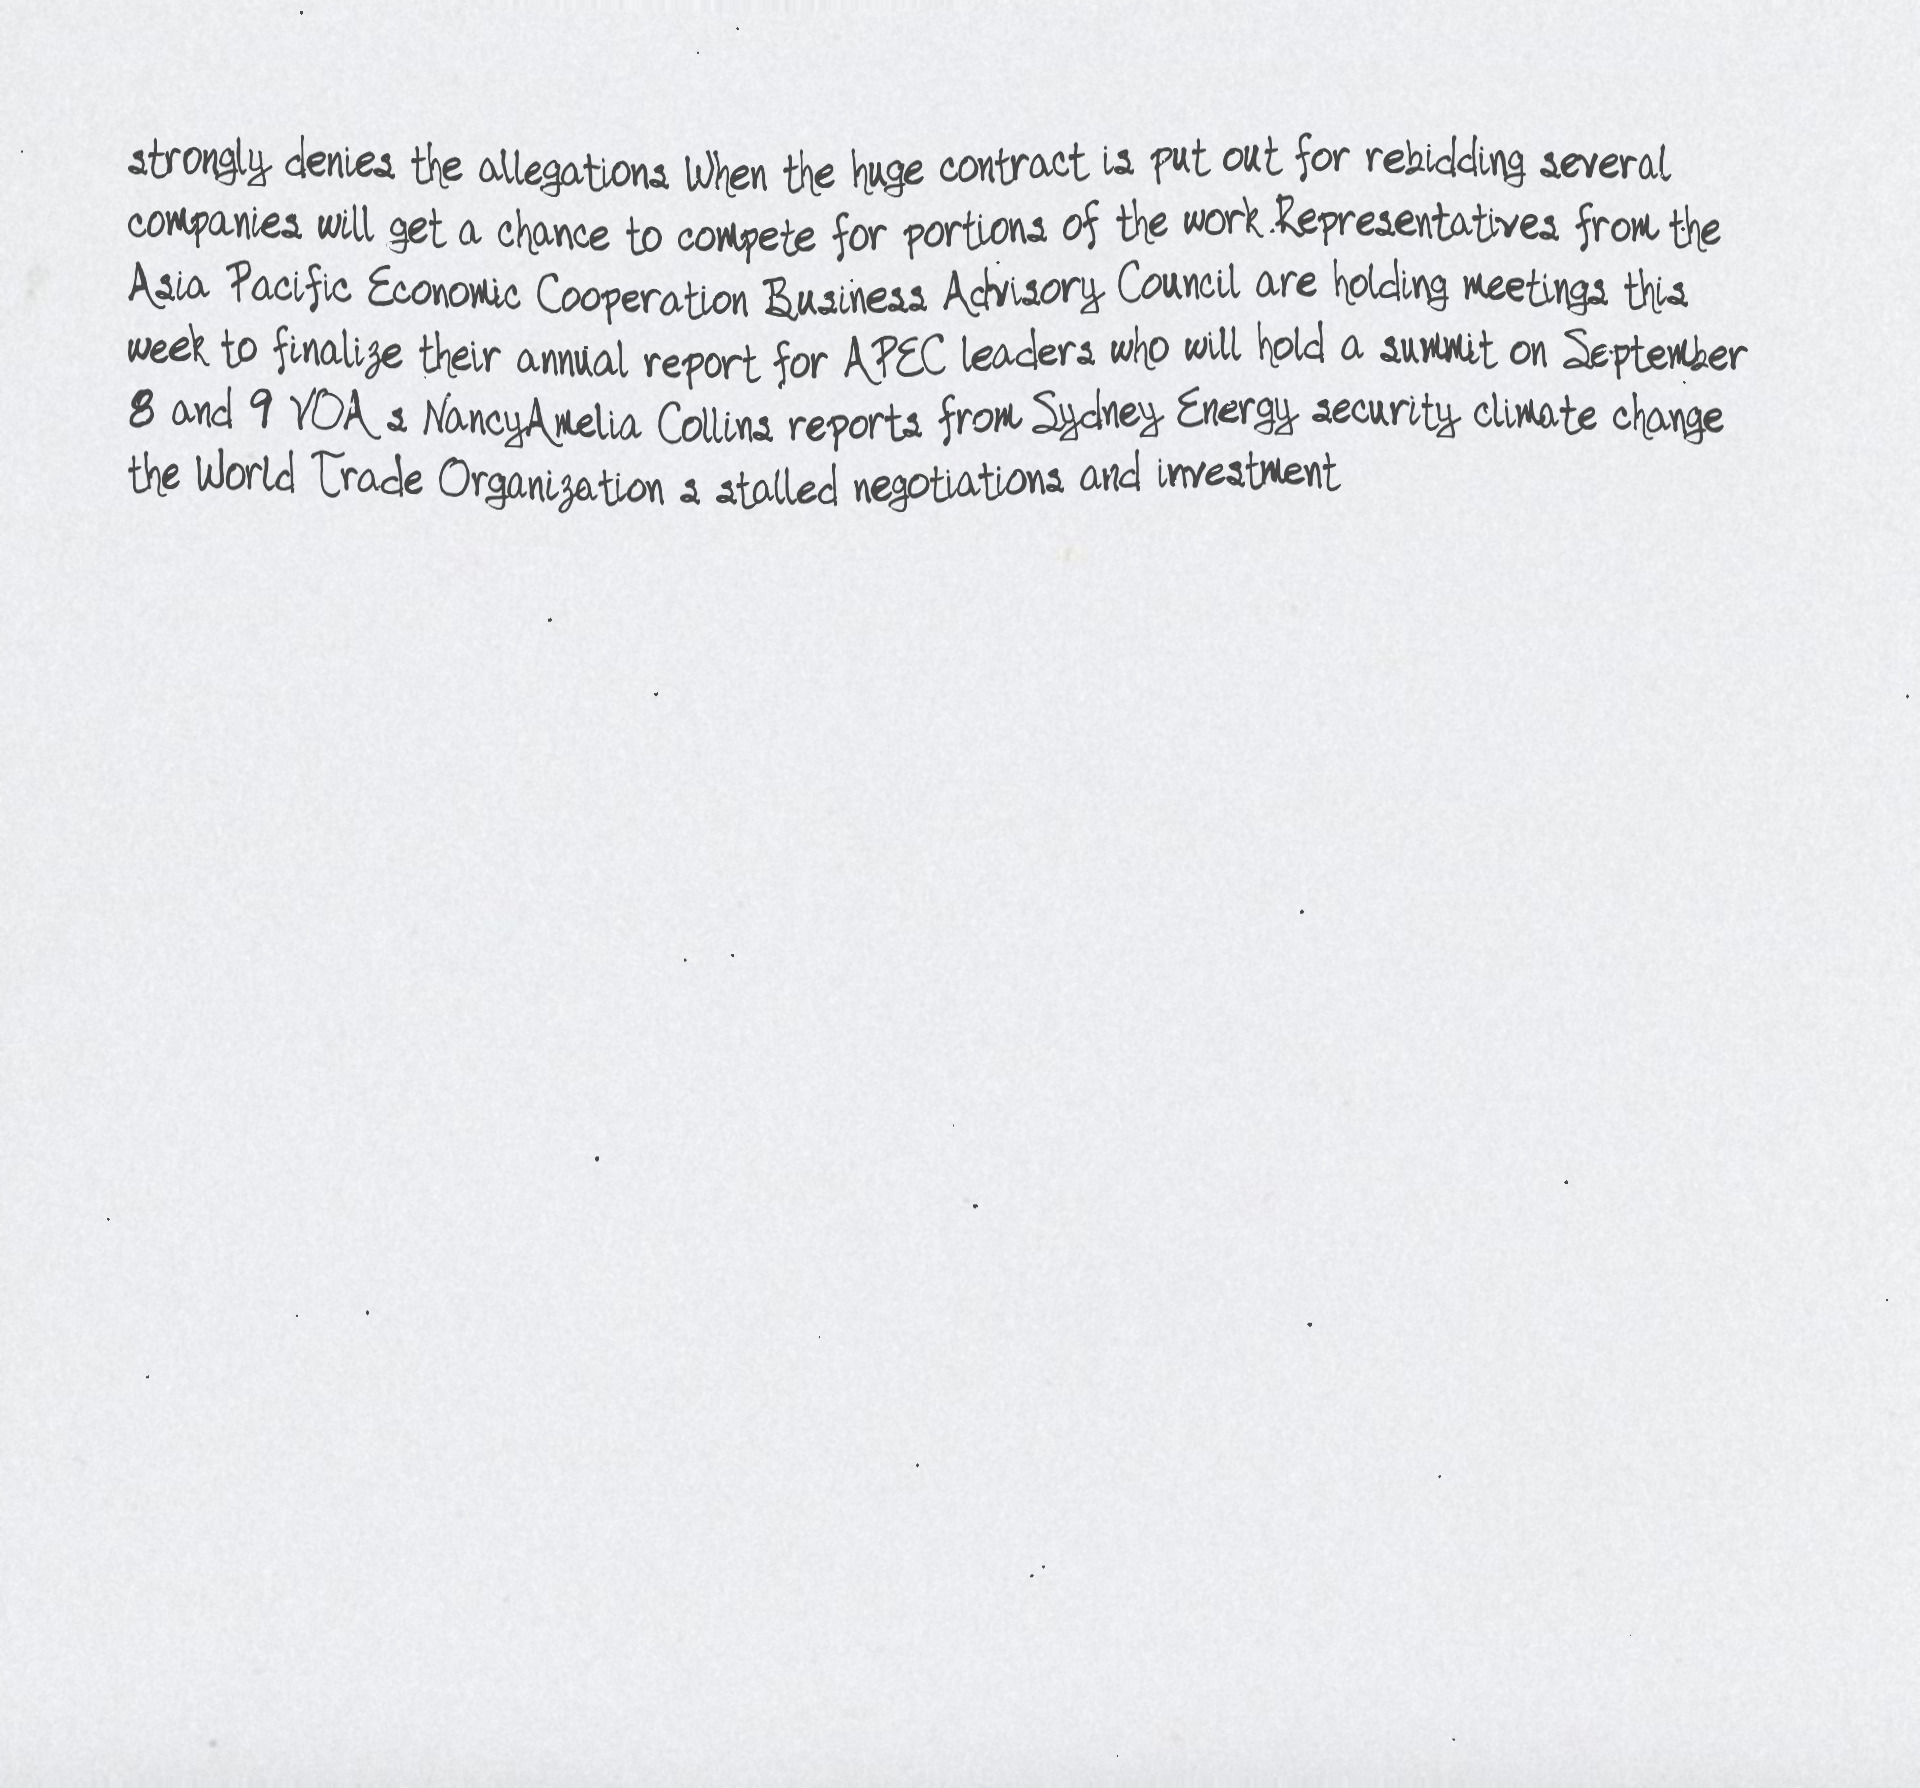 strongly denies the allegations When the huge contract is put out for rebidding several
companies will get a chance to compete for portions of the work.Representatives from the
Asia Pacific Economic Cooperation Business Advisory Council are holding meetings this
week to finalize their annual report for APEC leaders who will hold a summit on September
8 and 9 VOA s NancyAmelia Collins reports from Sydney Energy security climate change
the World Trade Organization s stalled negotiations and investment